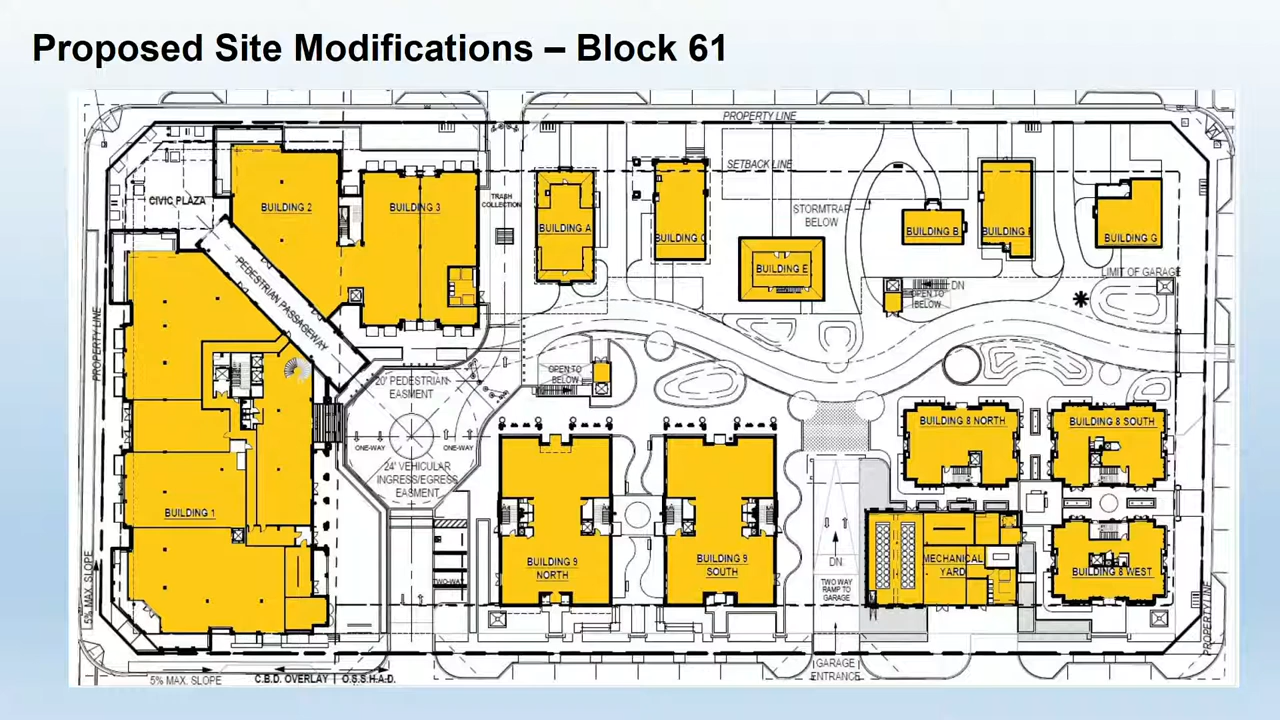 Proposed Site Modifications – Block 61
PROPERTY LINE
SETBACK LINE
CIVIC PLAZA
BUILDING 2
BUILDING 3
TRASH
COLLECTION
BUILDING A
BUILDING
BUILDING E
STORMTRAP
BELOW
BUILDING B
BUILDING
BUILDING G
PEDESTRIAN PASSAGEWAY
LIMIT OF GARAGE
DN
OPEN TO
BELOW
PROPERTY LINE
20' PEDESTRIAN
EASMENT
OPEN TO
BELOW
ONE-WAY
ONE-WAY
24' VEHICULAR
INGRESS/EGRESS
EASMENT
BUILDING 8 NORTH
BUILDING 8 SOUTH
BUILDING 1
BUILDING 9
NORTH
BUILDING 9
SOUTH
DN
MECHANICAL
YARD
BUILDING 8 WEST
TWO-WAY
TWO WAY
RAMP TO
GARAGE
5% MAX. SLOPE
PROPERTY LINE
GARAGE
ENTRANCE
5% MAX. SLOPE
C.B.D. OVERLAY | O.S.S.H.A.D.